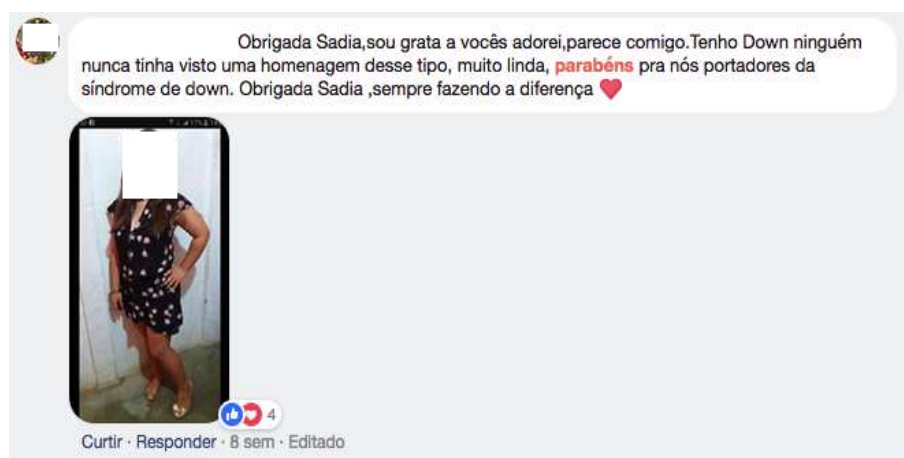 Obrigada Sadia,sou grata a vocês adorei,parece comigo.Tenho Down ninguém
nunca tinha visto uma homenagem desse tipo, muito linda, parabéns pra nós portadores da
síndrome de down. Obrigada Sadia ,sempre fazendo a diferença ❤
4
Curtir · Responder · 8 sem · Editado